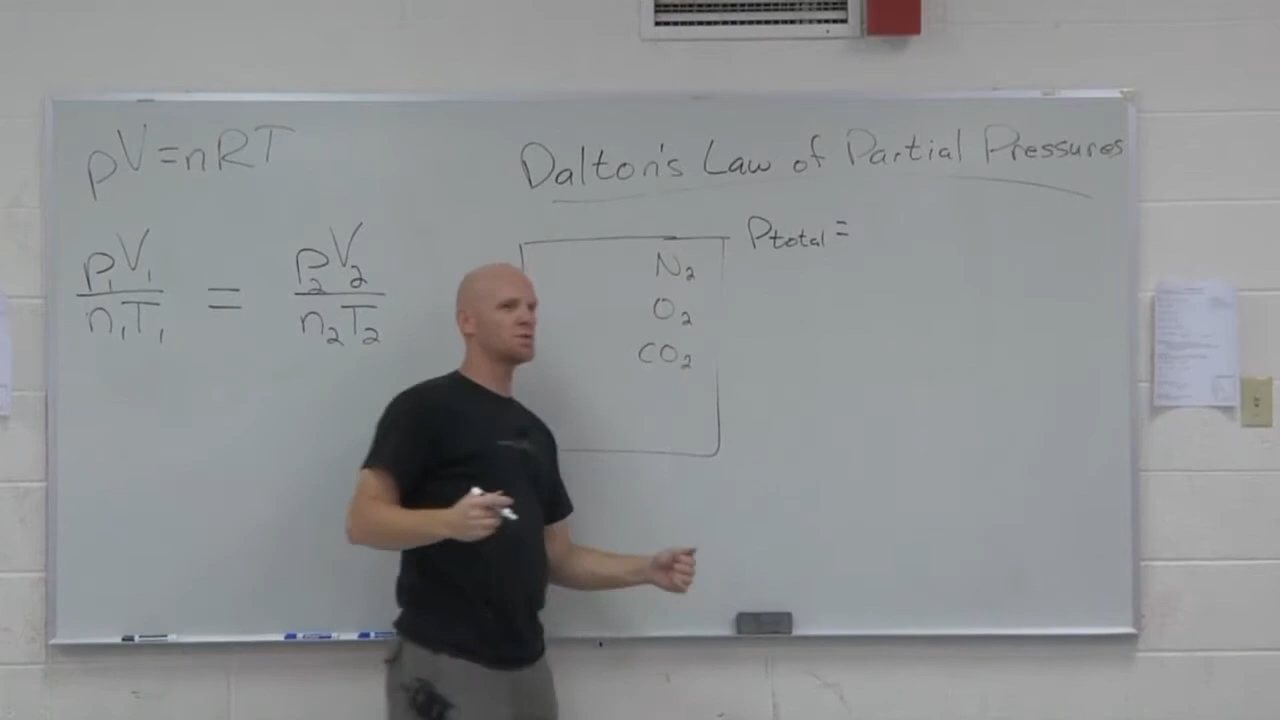 PV=nRT
P₁V₁/n₁T₁ = P₂V₂/n₂T₂
Dalton's Law of Partial Pressures
Ptotal =
N₂
O₂
CO₂